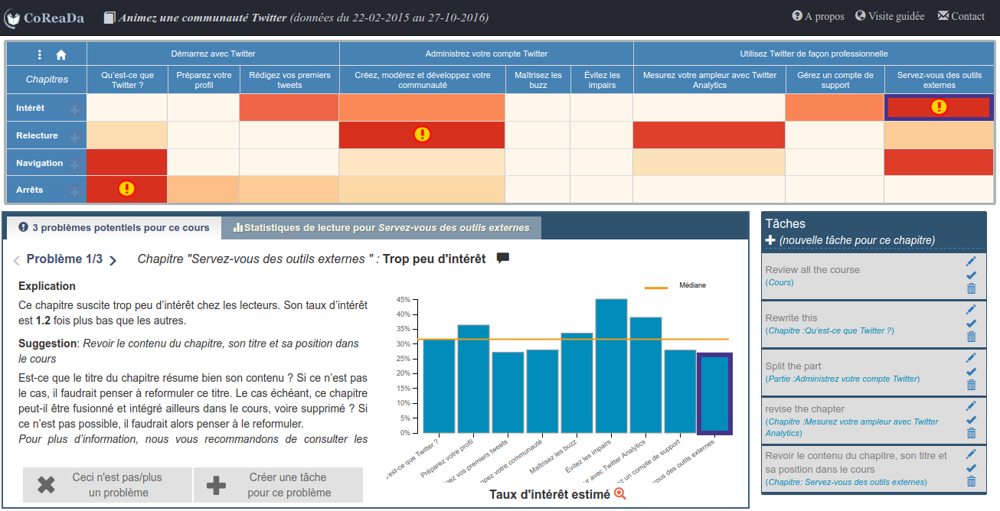 CoReaDa
Animez une communauté Twitter (données du 22-02-2015 au 27-10-2016)
A propos Visite guidée Contact
Démarrez avec Twitter Administrez votre compte Twitter Utilisez Twitter de façon professionnelle
Chapitres
Qu'est-ce que
Twitter ?
Préparez votre
profil
Rédigez vos premiers
tweets
Créez, modérez et développez votre
communauté
Maîtrisez les
buzz
Évitez les
impairs
Mesurez votre ampleur avec Twitter
Analytics
Gérez un compte de
support
Servez-vous des outils
externes
Intérêt
Relecture
Navigation
Arrêts
3 problèmes potentiels pour ce cours
Statistiques de lecture pour Servez-vous des outils externes
Problème 1/3
Chapitre "Servez-vous des outils externes " : Trop peu d'intérêt
Explication
Ce chapitre suscite trop peu d'intérêt chez les lecteurs. Son taux d'intérêt
est 1.2 fois plus bas que les autres.
Suggestion: Revoir le contenu du chapitre, son titre et sa position dans
le cours
Est-ce que le titre du chapitre résume bien son contenu ? Si ce n'est pas
le cas, il faudrait penser à reformuler ce titre. Le cas échéant, ce chapitre
peut-il être fusionné et intégré ailleurs dans le cours, voire supprimé ? Si
ce n'est pas possible, il faudrait alors penser à le reformuler.
Pour plus d'information, nous vous recommandons de consulter les
Ceci n'est pas/plus
un problème
Créer une tâche
pour ce problème
Médiane
45%
40%
35%
30%
25%
20%
15%
10%
5%
0%
'est-ce que Twitter ?
Préparez votre profil
gez vos premiers tweets
ppez votre communauté
Maîtrisez les buzz
Évitez les impairs
ur avec Twitter Analytics
z un compte de support
vous des outils externes
Taux d'intérêt estimé
Tâches
(nouvelle tâche pour ce chapitre)
Review all the course
(Cours)
Rewrite this
(Chapitre :Qu'est-ce que Twitter ?)
Split the part
(Partie :Administrez votre compte Twitter)
revise the chapter
(Chapitre :Mesurez votre ampleur avec Twitter
Analytics)
Revoir le contenu du chapitre, son titre et
sa position dans le cours
(Chapitre: Servez-vous des outils externes)